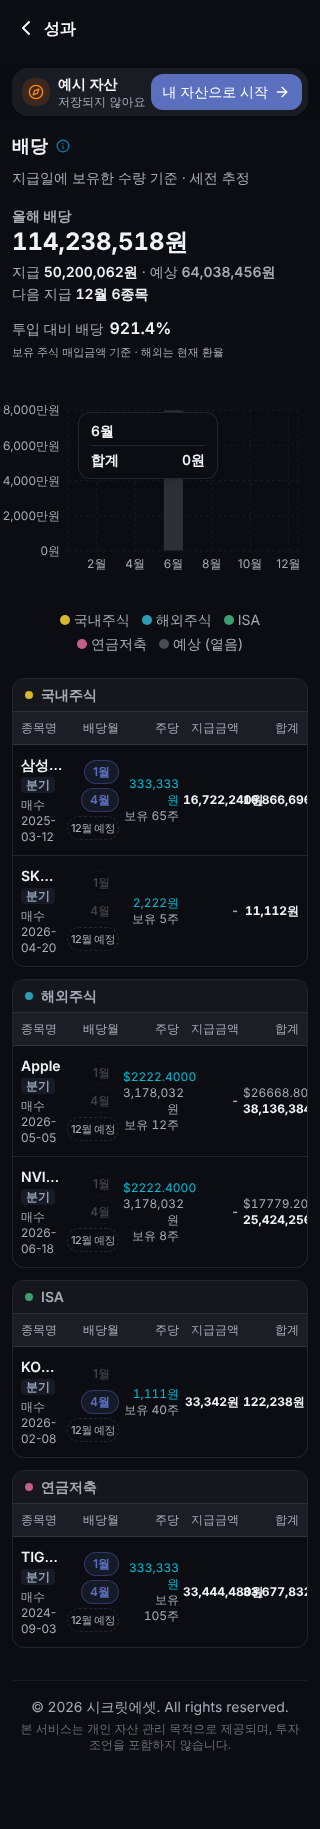 성과
예시 자산
저장되지 않아요
내 자산으로 시작
배당
지급일에 보유한 수량 기준 · 세전 추정
올해 배당
114,238,518원
지급 50,200,062원 · 예상 64,038,456원
다음 지급 12월 6종목
투입 대비 배당 921.4%
보유 주식 매입금액 기준 · 해외는 현재 환율
8,000만원
6,000만원
4,000만원
2,000만원
0원
6월
합계 0원
2월 4월 6월 8월 10월 12월
국내주식 해외주식 ISA
연금저축 예상 (옅음)
국내주식
종목명 배당월 주당 지급금액 합계
삼성...
분기
매수
2025-
03-12
1월
4월
12월 예정
333,333
원
보유 65주
16,722,240원
SK...
분기
매수
2026-
04-20
1월
4월
12월 예정
2,222원
보유 5주
-
11,112원
해외주식
종목명 배당월 주당 지급금액 합계
Apple
분기
매수
2026-
05-05
1월
4월
12월 예정
$2222.4000
3,178,032
원
보유 12주
-
$26668.80
38,136,384
NVI...
분기
매수
2026-
06-18
1월
4월
12월 예정
$2222.4000
3,178,032
원
보유 8주
-
$17779.20
25,424,256
ISA
종목명 배당월 주당 지급금액 합계
KO...
분기
매수
2026-
02-08
1월
4월
12월 예정
1,111원
보유 40주
33,342원
122,238원
연금저축
종목명 배당월 주당 지급금액 합계
TIG...
분기
매수
2024-
09-03
1월
4월
12월 예정
333,333
원
보유
105주
© 2026 시크릿에셋. All rights reserved.
본 서비스는 개인 자산 관리 목적으로 제공되며, 투자
조언을 포함하지 않습니다.